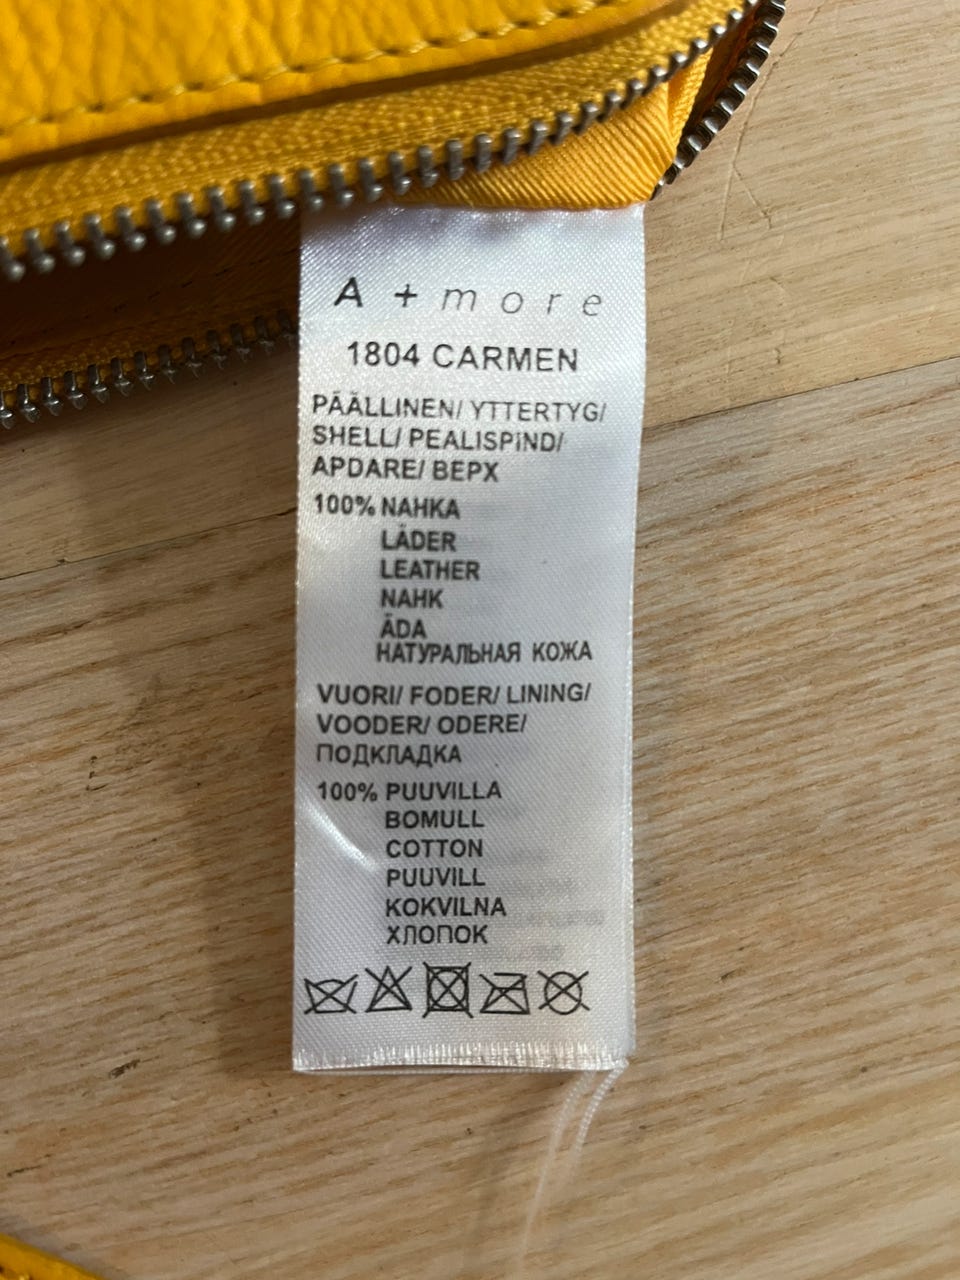 A + more
1804 CARMEN
PÄÄLLINEN/ YTTERTYG/
SHELL/ PEALISPIND/
APDARE/ ВЕРХ
100% NAHKA
LÄDER
LEATHER
NAHK
ĀDA
НАТУРАЛЬНАЯ КОЖА
VUORI/ FODER/ LINING/
VOODER/ ODERE/
ПОДКЛАДКА
100% PUUVILLA
BOMULL
COTTON
PUUVILL
KOKVILNA
ХЛОПОК